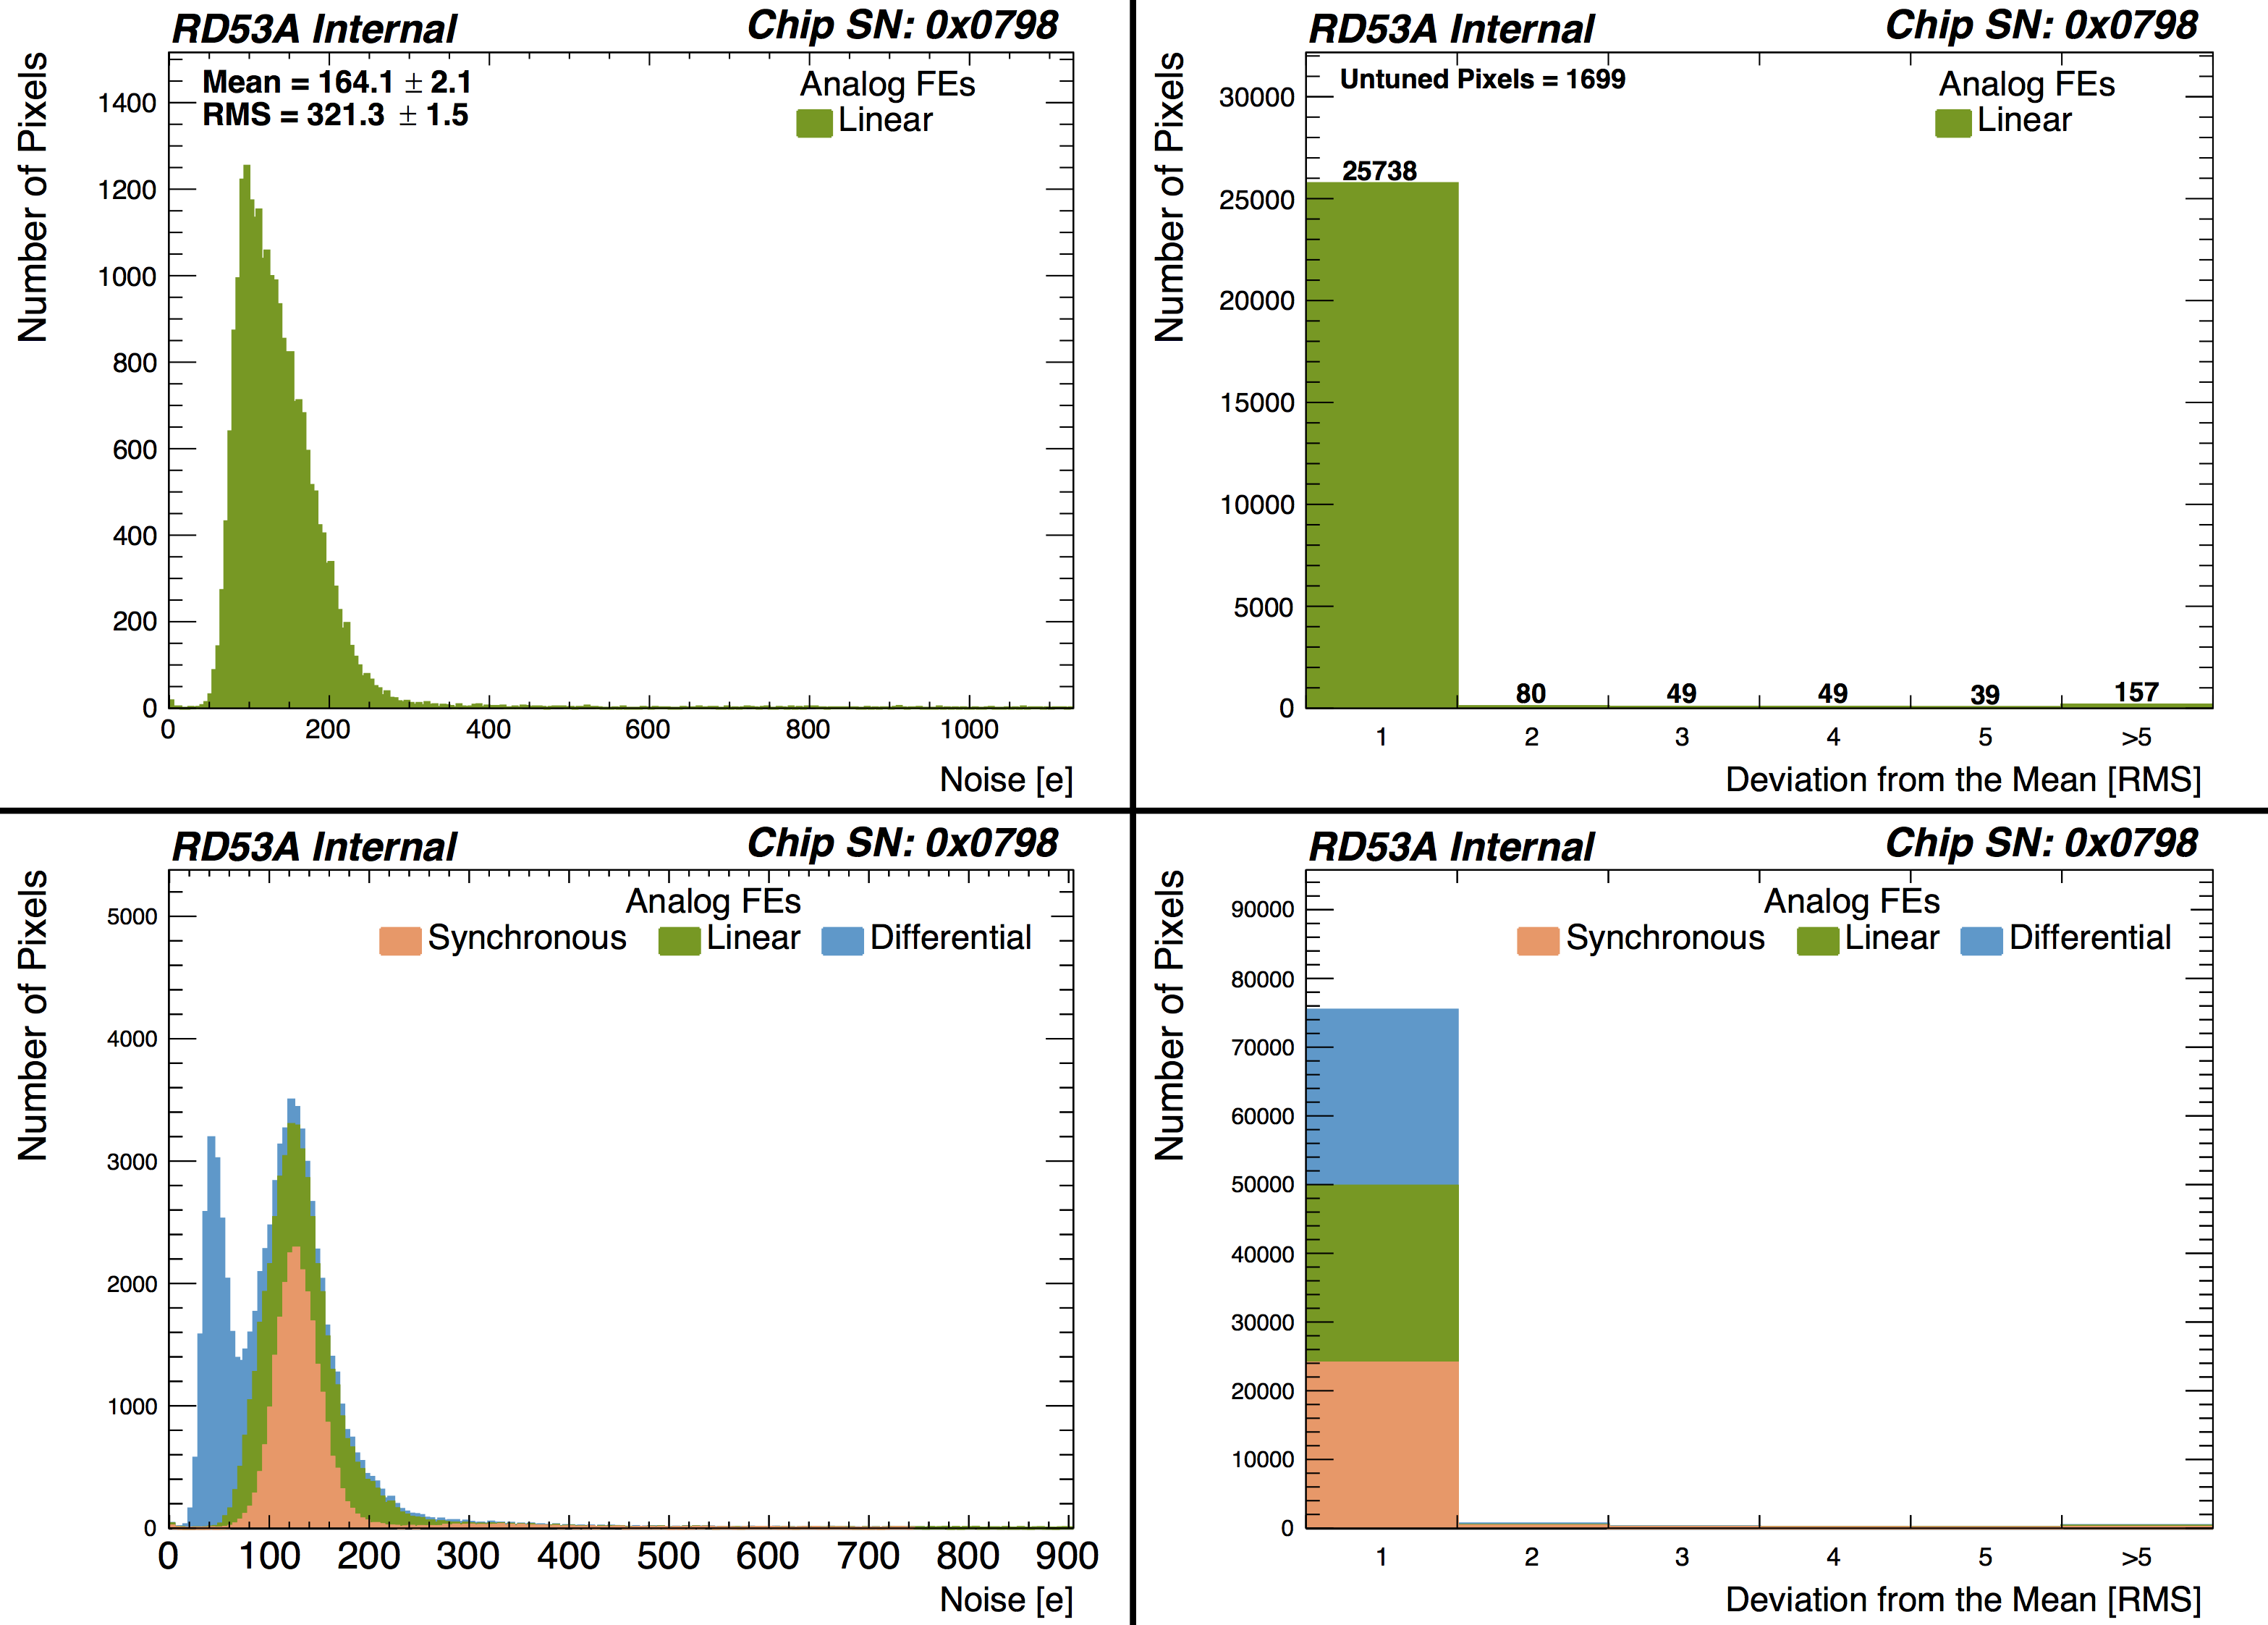 RD53A Internal Chip SN: 0x0798
Mean = 164.1 ± 2.1
RMS = 321.3 ± 1.5
Analog FEs
Linear
Number of Pixels
1400
1200
1000
800
600
400
200
0
0 200 400 600 800 1000
Noise [e]
RD53A Internal Chip SN: 0x0798
Untuned Pixels = 1699
Analog FEs
Linear
Number of Pixels
30000
25000
20000
15000
10000
5000
0
25738 80 49 49 39 157
1 2 3 4 5 >5
Deviation from the Mean [RMS]
RD53A Internal Chip SN: 0x0798
Analog FEs
Synchronous Linear Differential
Number of Pixels
5000
4000
3000
2000
1000
0
0 100 200 300 400 500 600 700 800 900
Noise [e]
RD53A Internal Chip SN: 0x0798
Analog FEs
Synchronous Linear Differential
Number of Pixels
90000
80000
70000
60000
50000
40000
30000
20000
10000
0
1 2 3 4 5 >5
Deviation from the Mean [RMS]